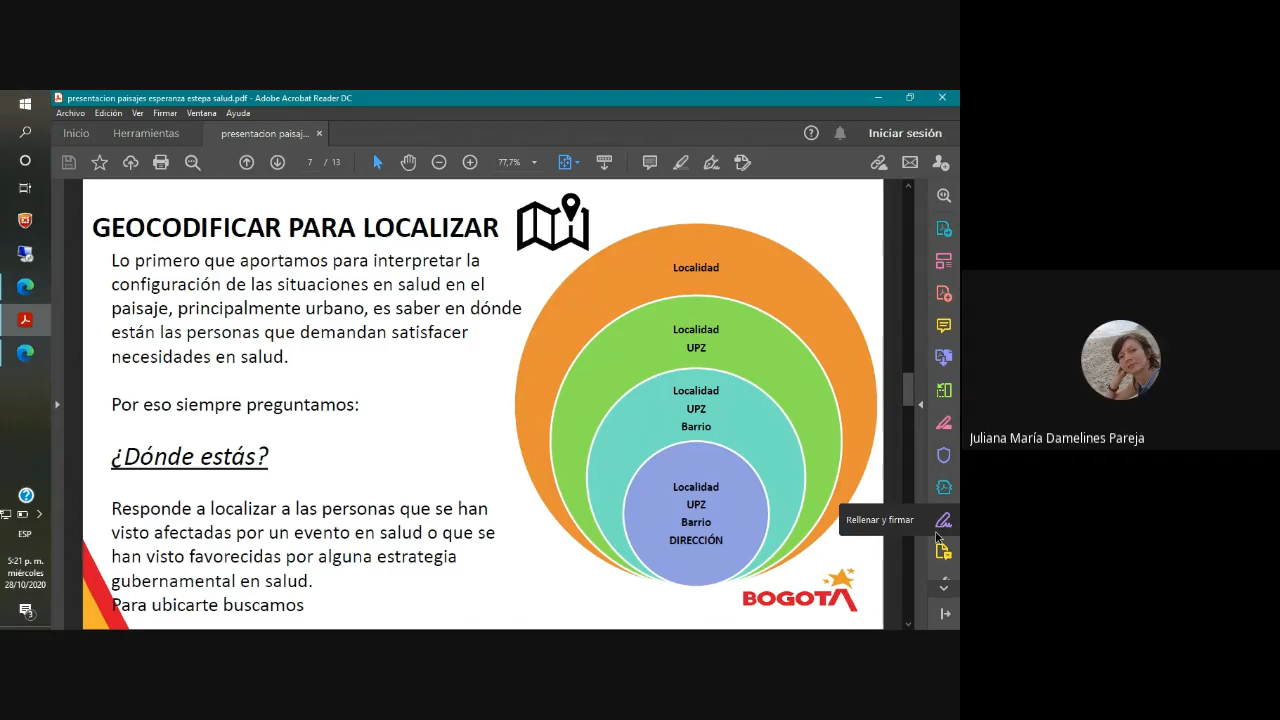 presentacion paisajes esperanza estepa salud.pdf - Adobe Acrobat Reader DC
Archivo Edición Ver Firmar Ventana Ayuda
Inicio Herramientas presentacion paisaj... × Iniciar sesión
7 / 13 77,7%
GEOCODIFICAR PARA LOCALIZAR
Lo primero que aportamos para interpretar la
configuración de las situaciones en salud en el
paisaje, principalmente urbano, es saber en dónde
están las personas que demandan satisfacer
necesidades en salud.
Por eso siempre preguntamos:
¿Dónde estás?
Responde a localizar a las personas que se han
visto afectadas por un evento en salud o que se
han visto favorecidas por alguna estrategia
gubernamental en salud.
Para ubicarte buscamos
Localidad
Localidad
UPZ
Localidad
UPZ
Barrio
Localidad
UPZ
Barrio
DIRECCIÓN
Rellenar y firmar
BOGOTA
ESP
5:21 p. m.
miércoles
28/10/2020
3
Juliana María Damelines Pareja